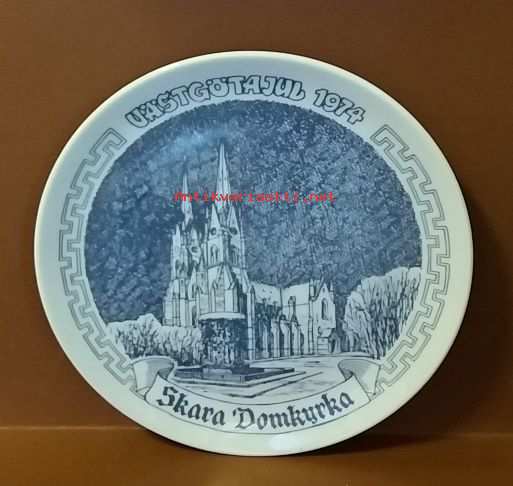 VÄSTGÖTAJUL 1974
Antikvariaatti.net
Skara Domkyrka